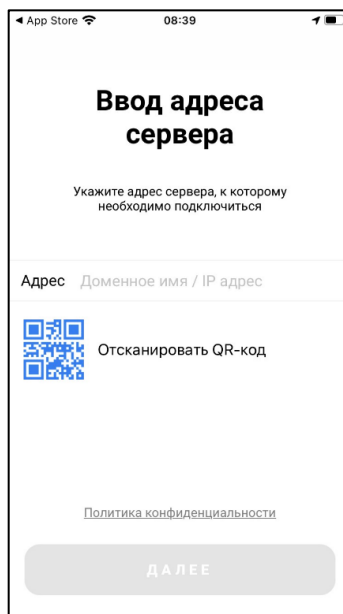 App Store
08:39
Ввод адреса
сервера
Укажите адрес сервера, к которому
необходимо подключиться
Адрес Доменное имя / IP адрес
Отсканировать QR-код
Политика конфиденциальности
ДАЛЕЕ